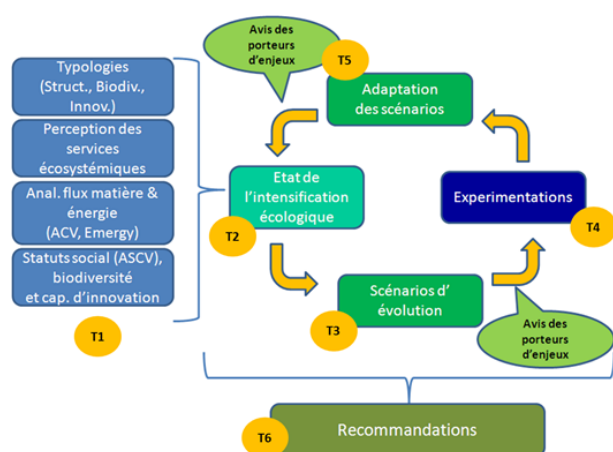 Avis des
porteurs
d'enjeux
T5
Typologies
(Struct., Biodiv.,
Innov.)
Adaptation
des scénarios
Perception des
services
écosystémiques
Etat de
l'intensification
écologique
T2
Experimentations
T4
Anal. flux matière &
énergie
(ACV, Emergy)
Statuts social (ASCV),
biodiversité
et cap. d'innovation
T1
Scénarios d'
évolution
T3
Avis des
porteurs
d'enjeux
Recommandations
T6